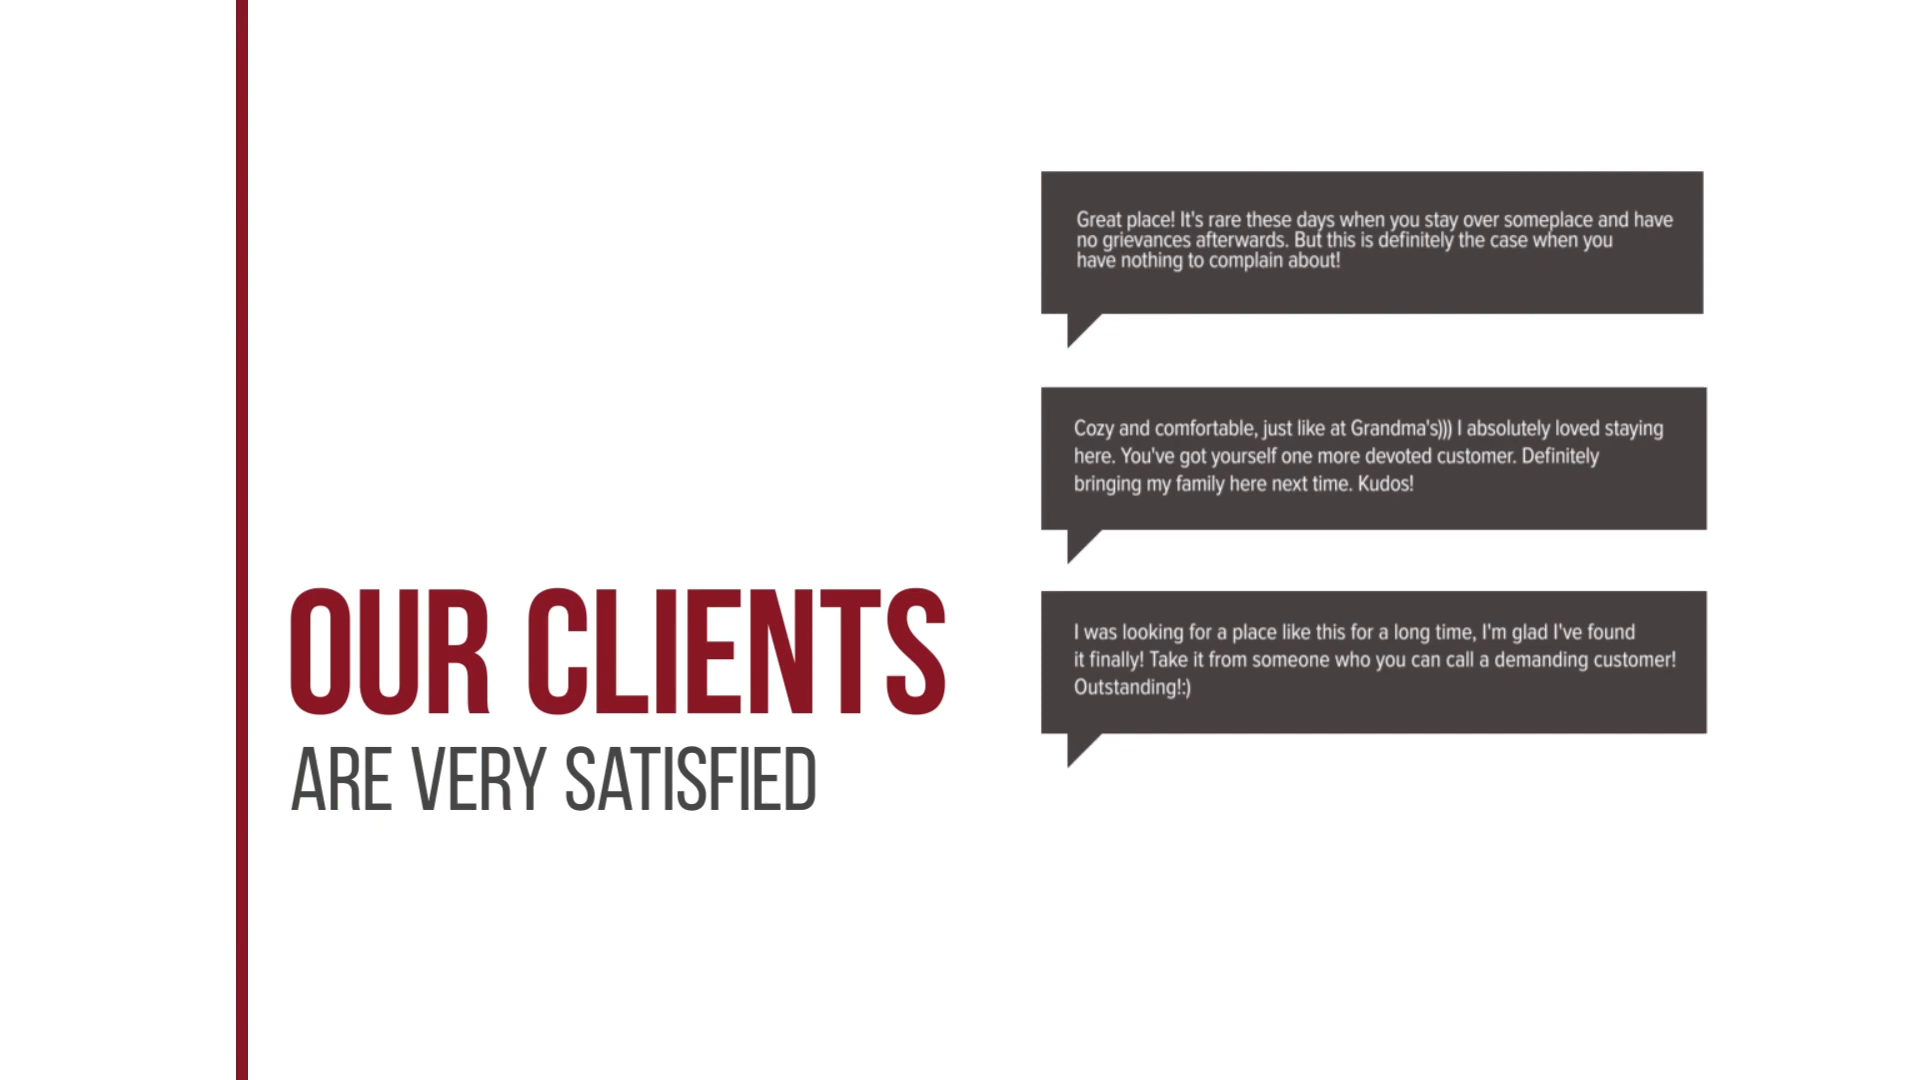 OUR CLIENTS
ARE VERY SATISFIED
Great place! It's rare these days when you stay over someplace and have
no grievances afterwards. But this is definitely the case when you
have nothing to complain about!
Cozy and comfortable, just like at Grandma's))) I absolutely loved staying
here. You've got yourself one more devoted customer. Definitely
bringing my family here next time. Kudos!
I was looking for a place like this for a long time, I'm glad I've found
it finally! Take it from someone who you can call a demanding customer!
Outstanding!:)